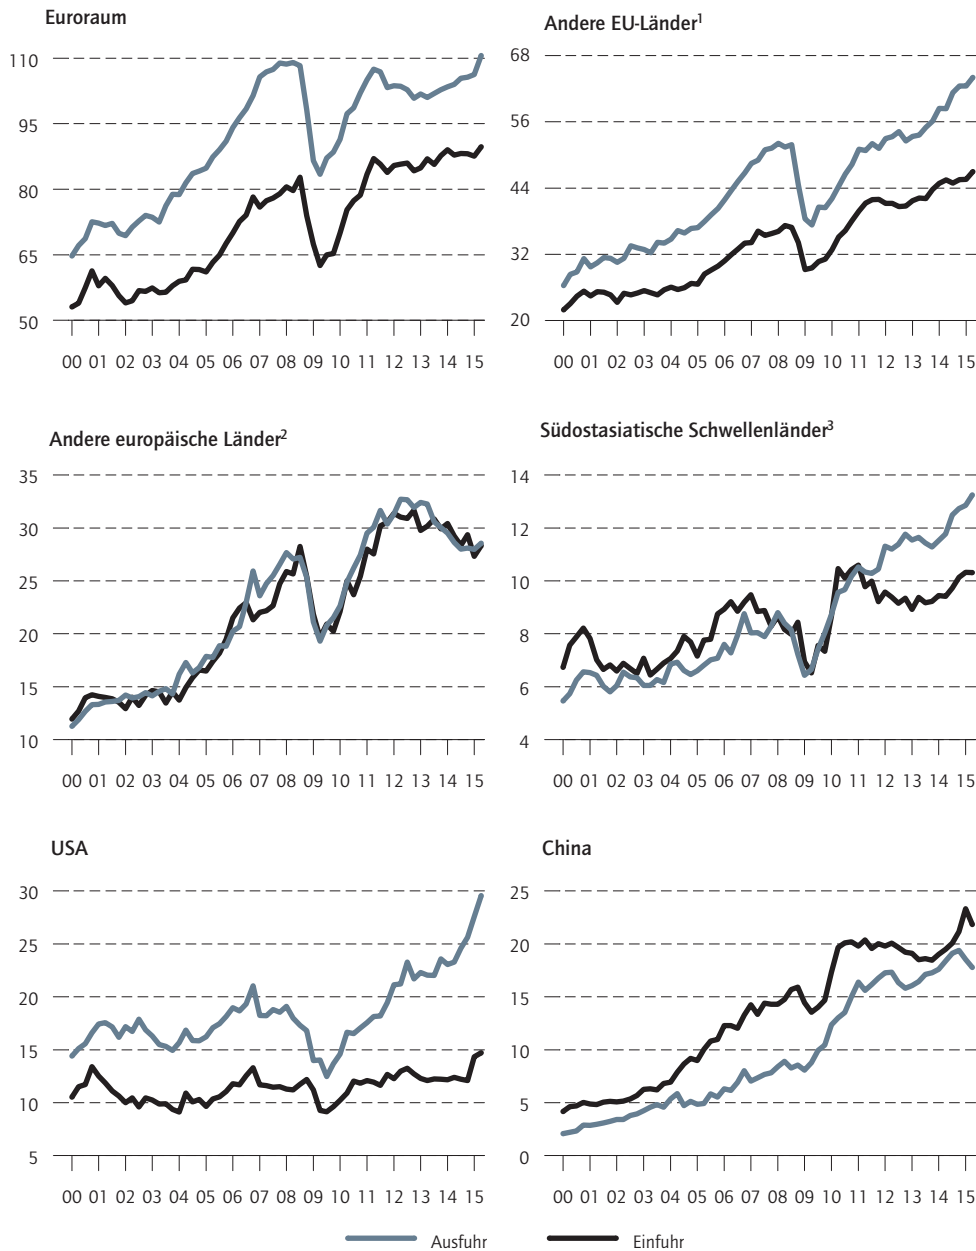 Euroraum
110
95
80
65
50
00 01 02 03 04 05 06 07 08 09 10 11 12 13 14 15
Andere EU-Länder¹
68
56
44
32
20
00 01 02 03 04 05 06 07 08 09 10 11 12 13 14 15
Andere europäische Länder²
35
30
25
20
15
10
00 01 02 03 04 05 06 07 08 09 10 11 12 13 14 15
Südostasiatische Schwellenländer³
14
12
10
8
6
4
00 01 02 03 04 05 06 07 08 09 10 11 12 13 14 15
USA
30
25
20
15
10
5
00 01 02 03 04 05 06 07 08 09 10 11 12 13 14 15
China
25
20
15
10
5
0
00 01 02 03 04 05 06 07 08 09 10 11 12 13 14 15
Ausfuhr Einfuhr